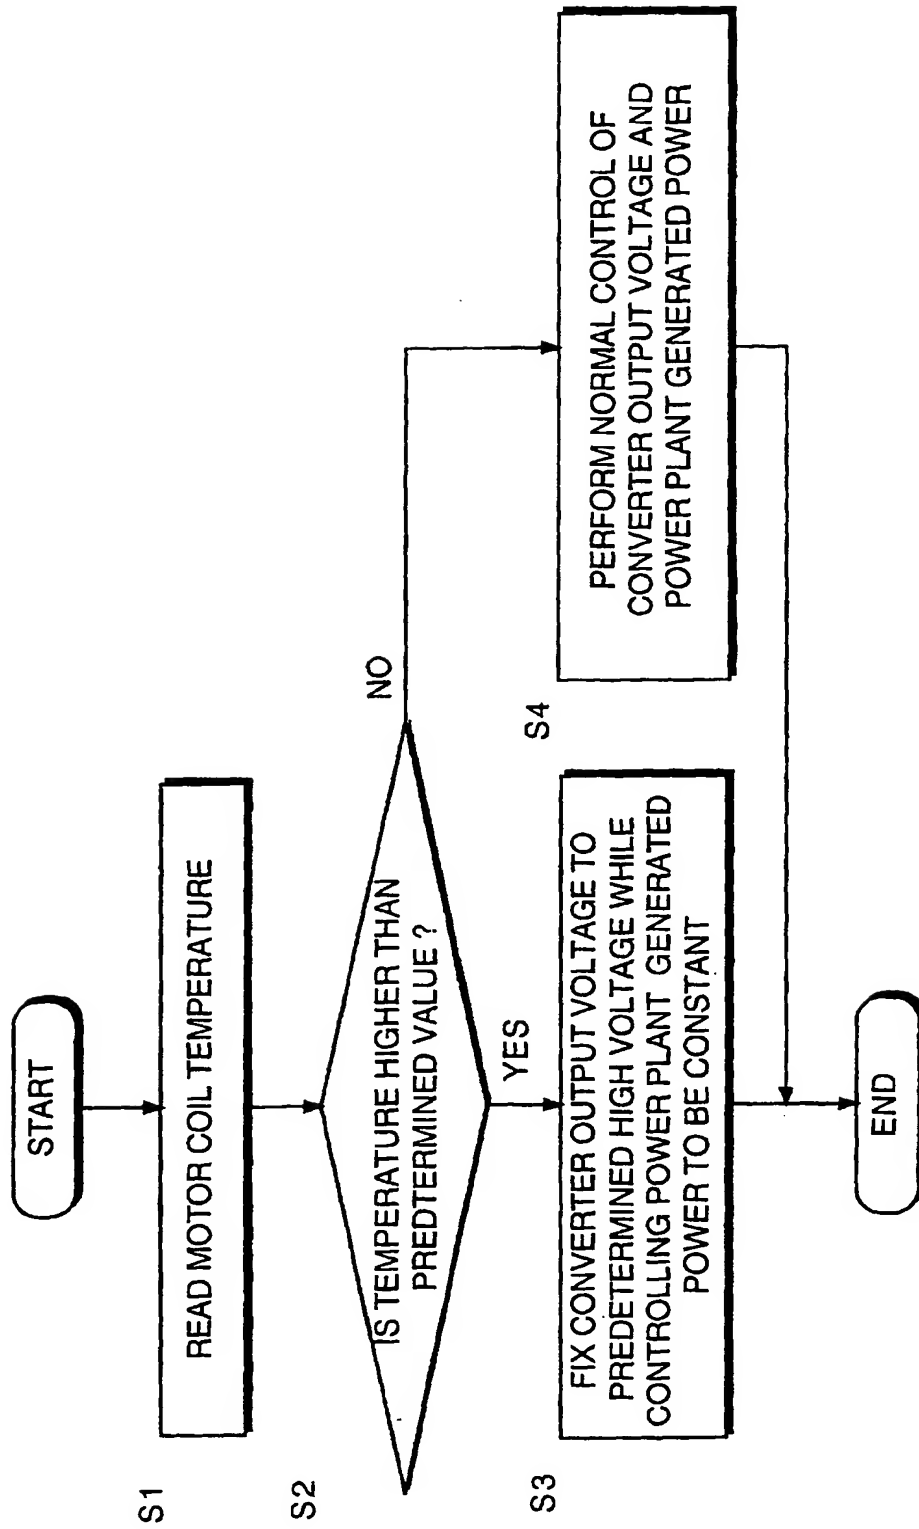 START
S1
READ MOTOR COIL TEMPERATURE
S2
IS TEMPERATURE HIGHER THAN
PREDTERMINED VALUE ?
NO
YES
S3
FIX CONVERTER OUTPUT VOLTAGE TO
PREDETERMINED HIGH VOLTAGE WHILE
CONTROLLING POWER PLANT GENERATED
POWER TO BE CONSTANT
S4
PERFORM NORMAL CONTROL OF
CONVERTER OUTPUT VOLTAGE AND
POWER PLANT GENERATED POWER
END